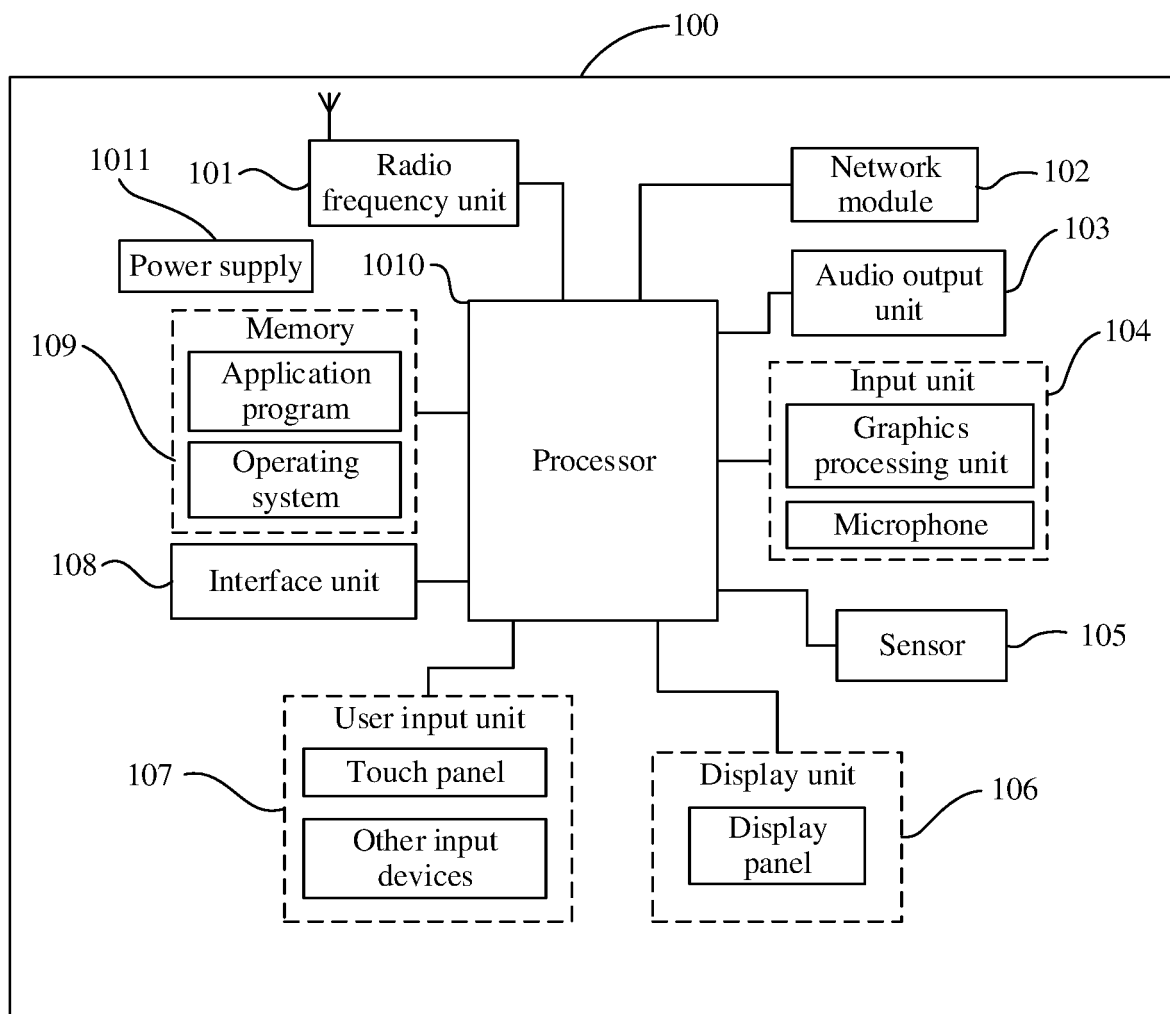 100
1011
101
Radio
frequency unit
Network
module
102
Power supply
1010
Audio output
unit
103
Memory
109
Application
program
Operating
system
Processor
Input unit
104
Graphics
processing unit
Microphone
108
Interface unit
Sensor
105
User input unit
107
Touch panel
Other input
devices
Display unit
106
Display
panel